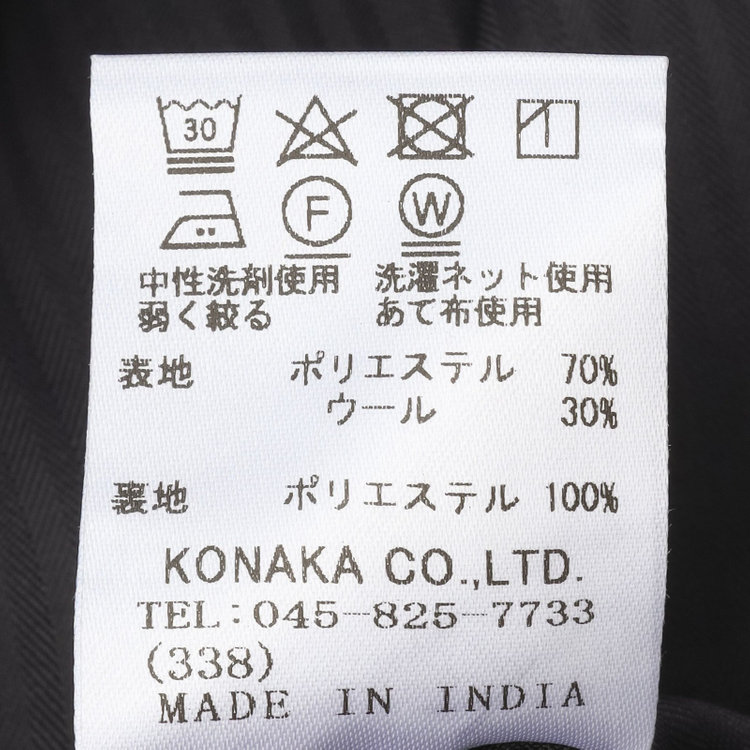 30
F W
中性洗剤使用 洗濯ネット使用
弱く絞る あて布使用
表地 ポリエステル 70%
ウール 30%
裏地 ポリエステル 100%
KONAKA CO.,LTD.
TEL:045-825-7733
(338)
MADE IN INDIA